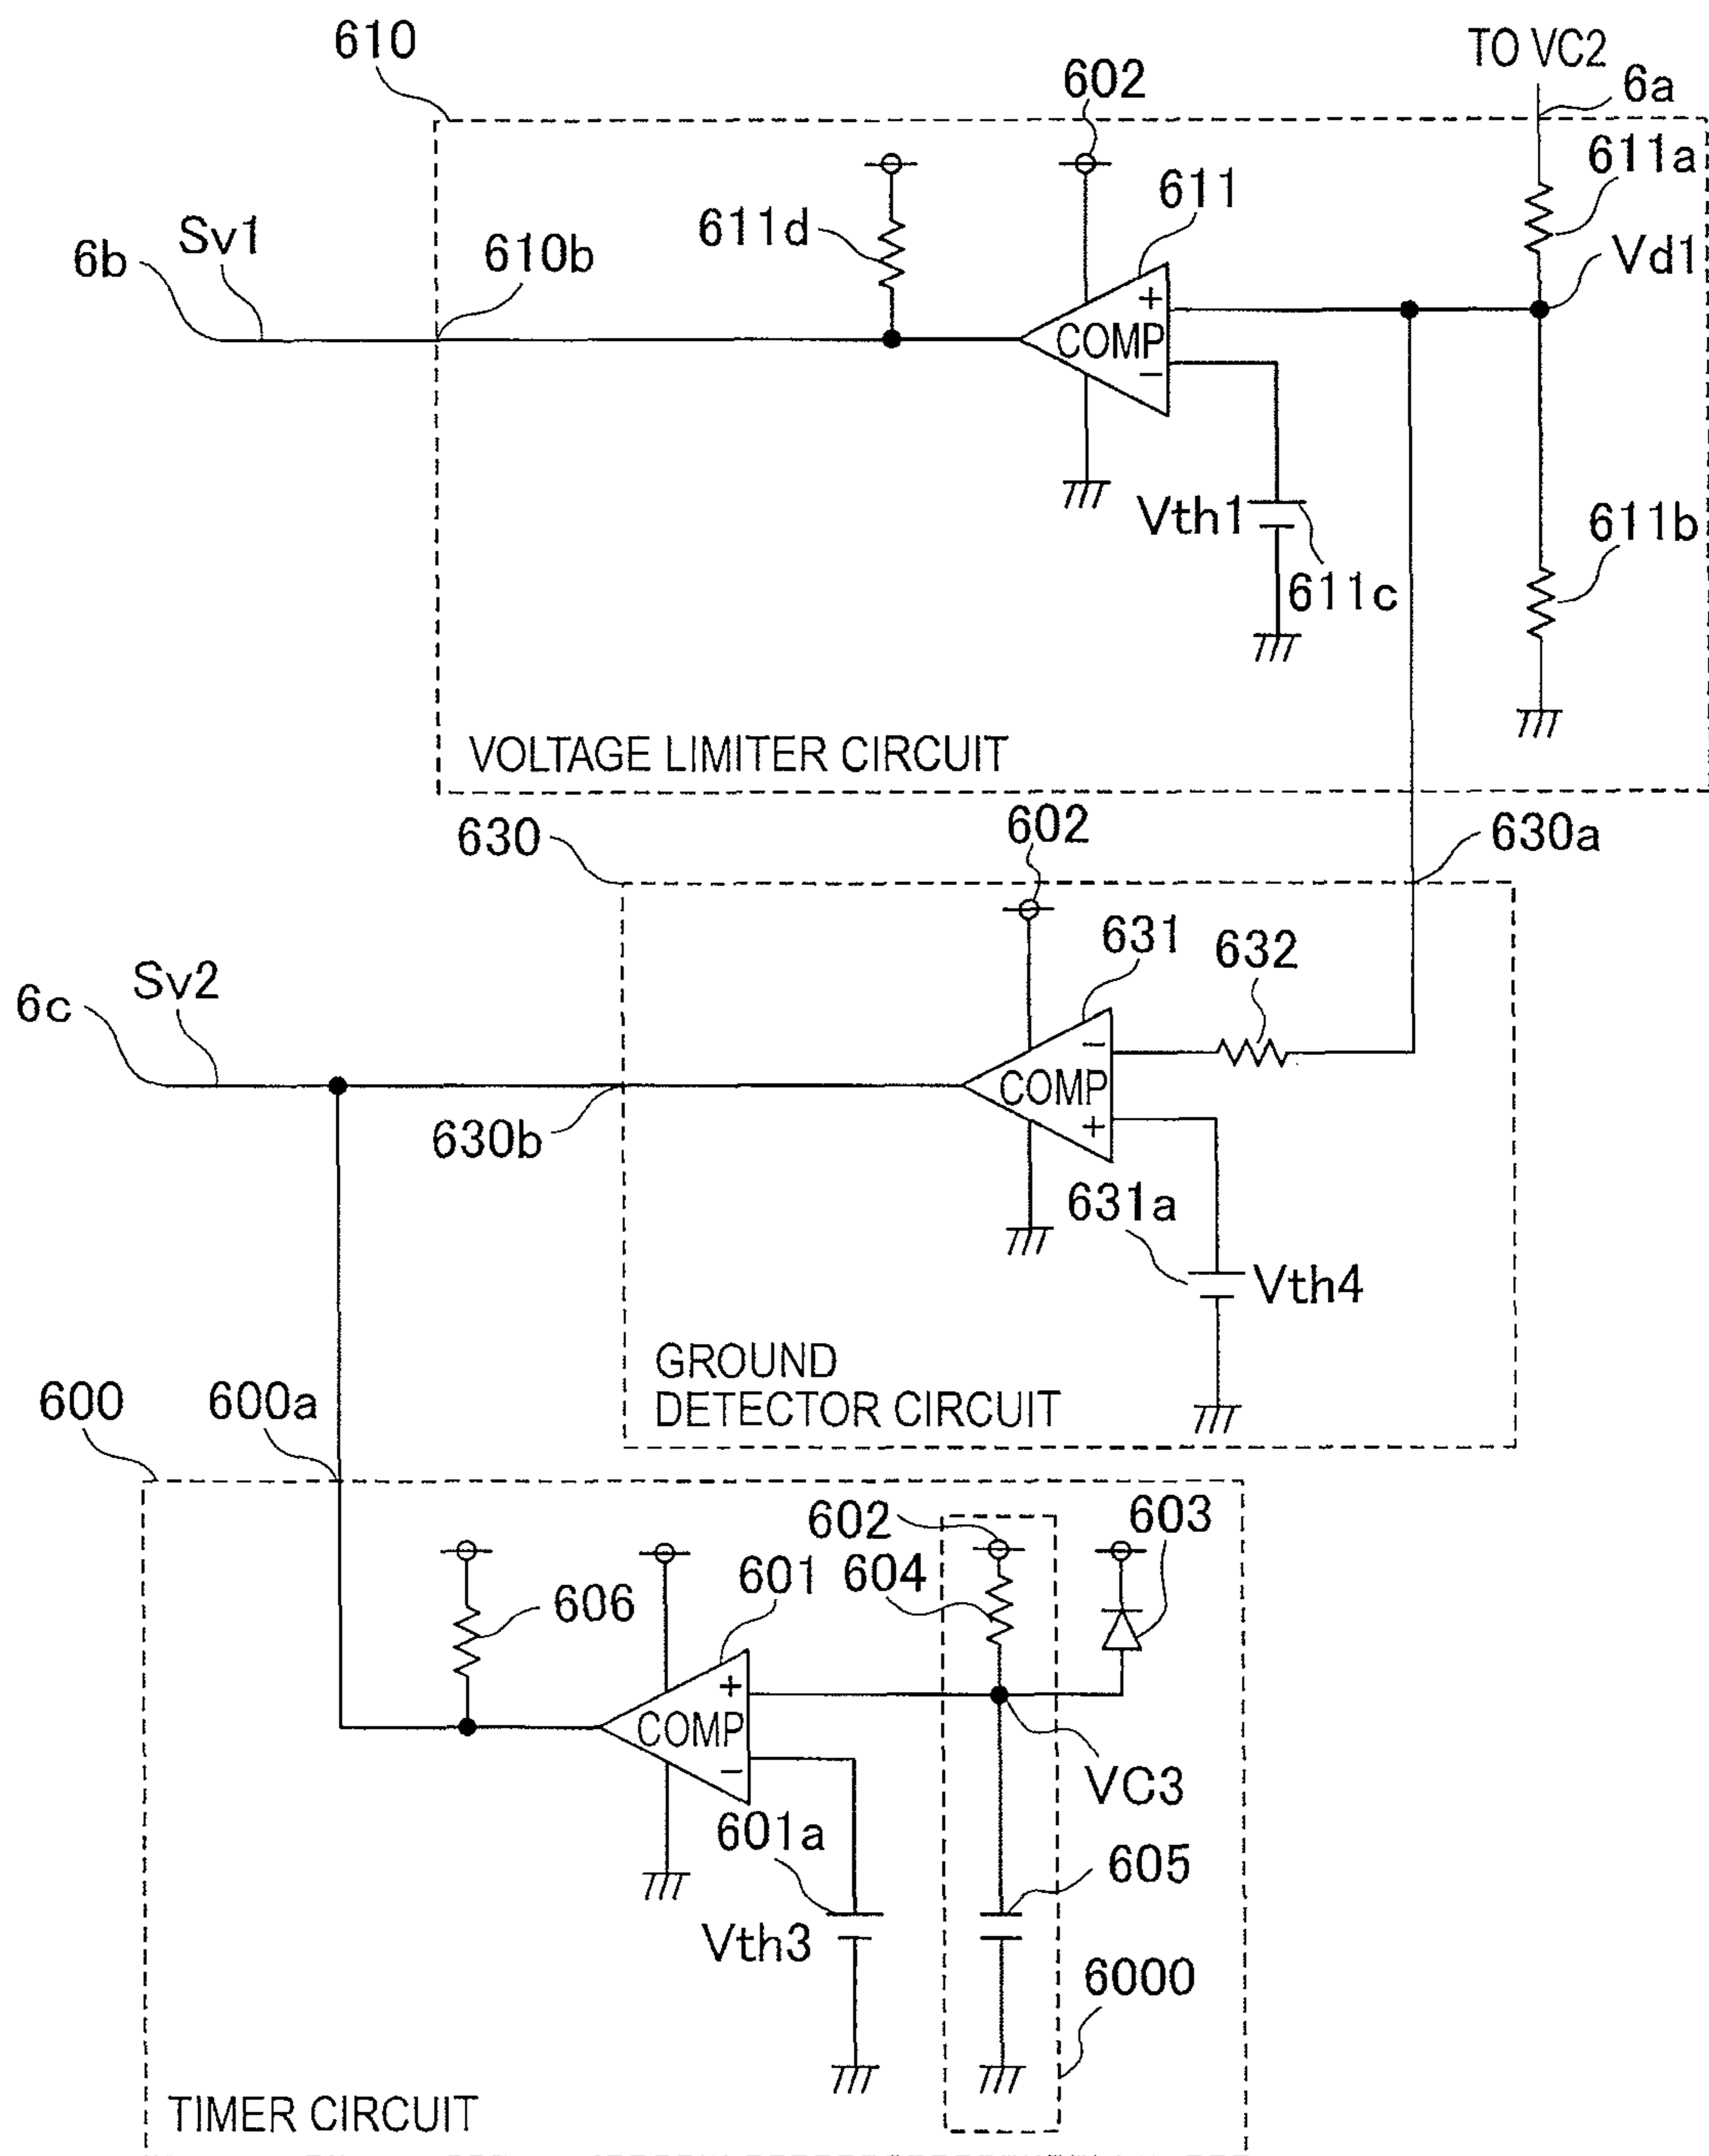 610
TO VC2
602
6a
611a
611
Sv1
611d
6b
610b
Vd1
+
COMP
−
Vth1
611b
611c
VOLTAGE LIMITER CIRCUIT
602
630
630a
631
632
Sv2
6c
−
COMP
+
630b
631a
Vth4
GROUND
DETECTOR CIRCUIT
600
600a
602
603
601
604
606
+
COMP
−
VC3
601a
605
Vth3
6000
TIMER CIRCUIT